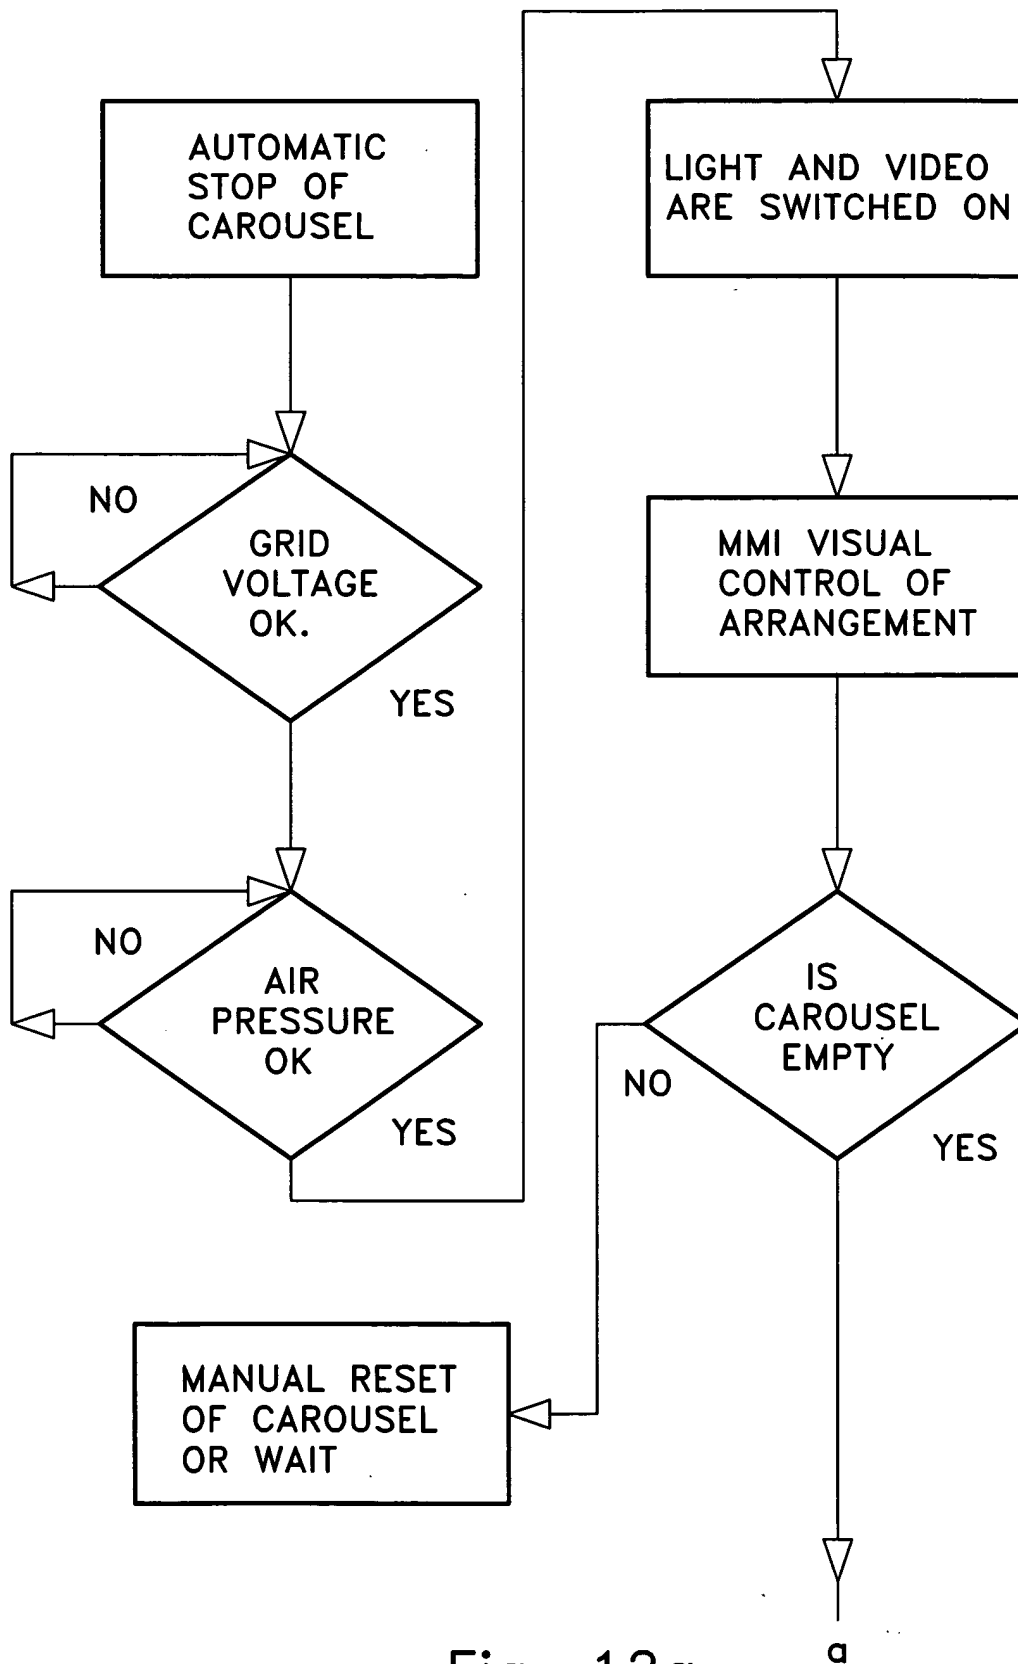 AUTOMATIC
STOP OF
CAROUSEL
NO
GRID
VOLTAGE
OK.
YES
NO
AIR
PRESSURE
OK
YES
LIGHT AND VIDEO
ARE SWITCHED ON
MMI VISUAL
CONTROL OF
ARRANGEMENT
IS
CAROUSEL
EMPTY
NO
YES
MANUAL RESET
OF CAROUSEL
OR WAIT
a